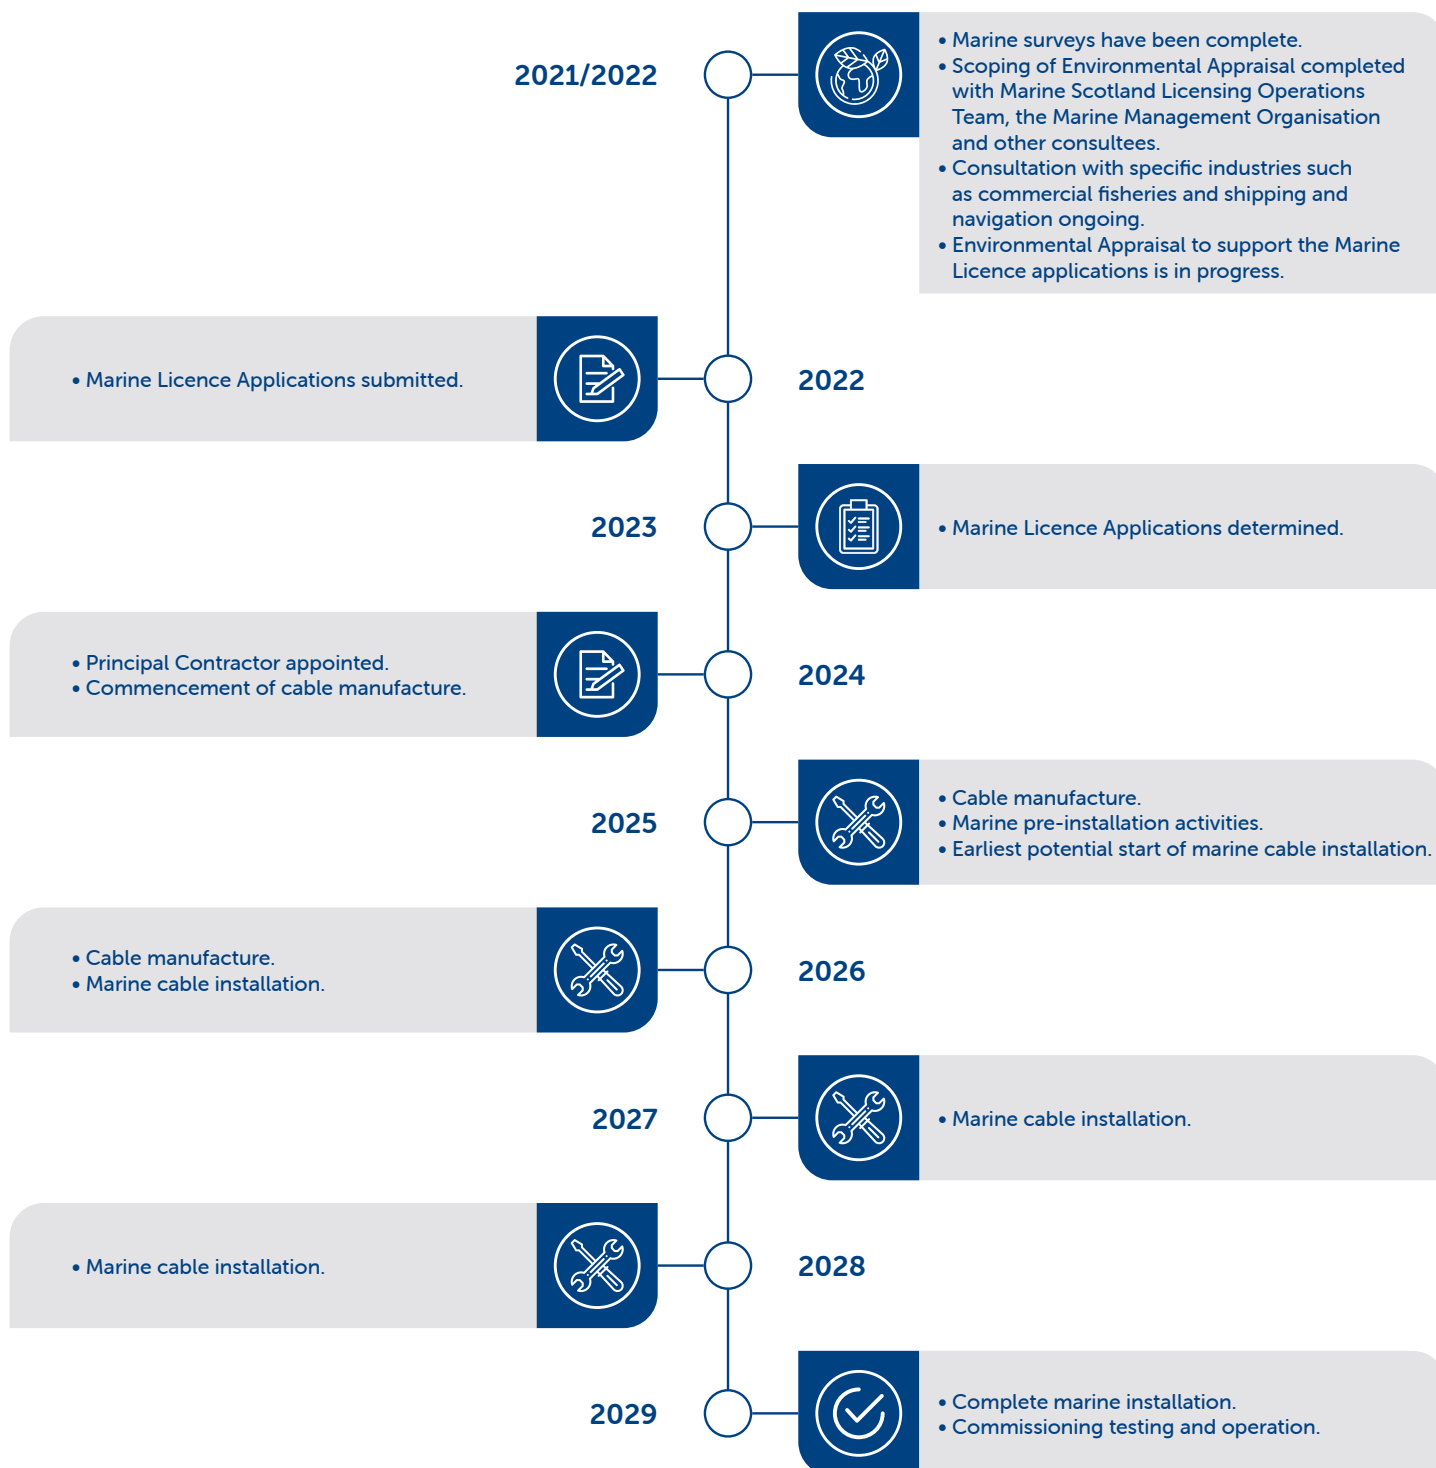 2021/2022
• Marine surveys have been complete.
• Scoping of Environmental Appraisal completed
with Marine Scotland Licensing Operations
Team, the Marine Management Organisation
and other consultees.
• Consultation with specific industries such
as commercial fisheries and shipping and
navigation ongoing.
• Environmental Appraisal to support the Marine
Licence applications is in progress.
2022
• Marine Licence Applications submitted.
2023
• Marine Licence Applications determined.
2024
• Principal Contractor appointed.
• Commencement of cable manufacture.
2025
• Cable manufacture.
• Marine pre-installation activities.
• Earliest potential start of marine cable installation.
2026
• Cable manufacture.
• Marine cable installation.
2027
• Marine cable installation.
2028
• Marine cable installation.
2029
• Complete marine installation.
• Commissioning testing and operation.